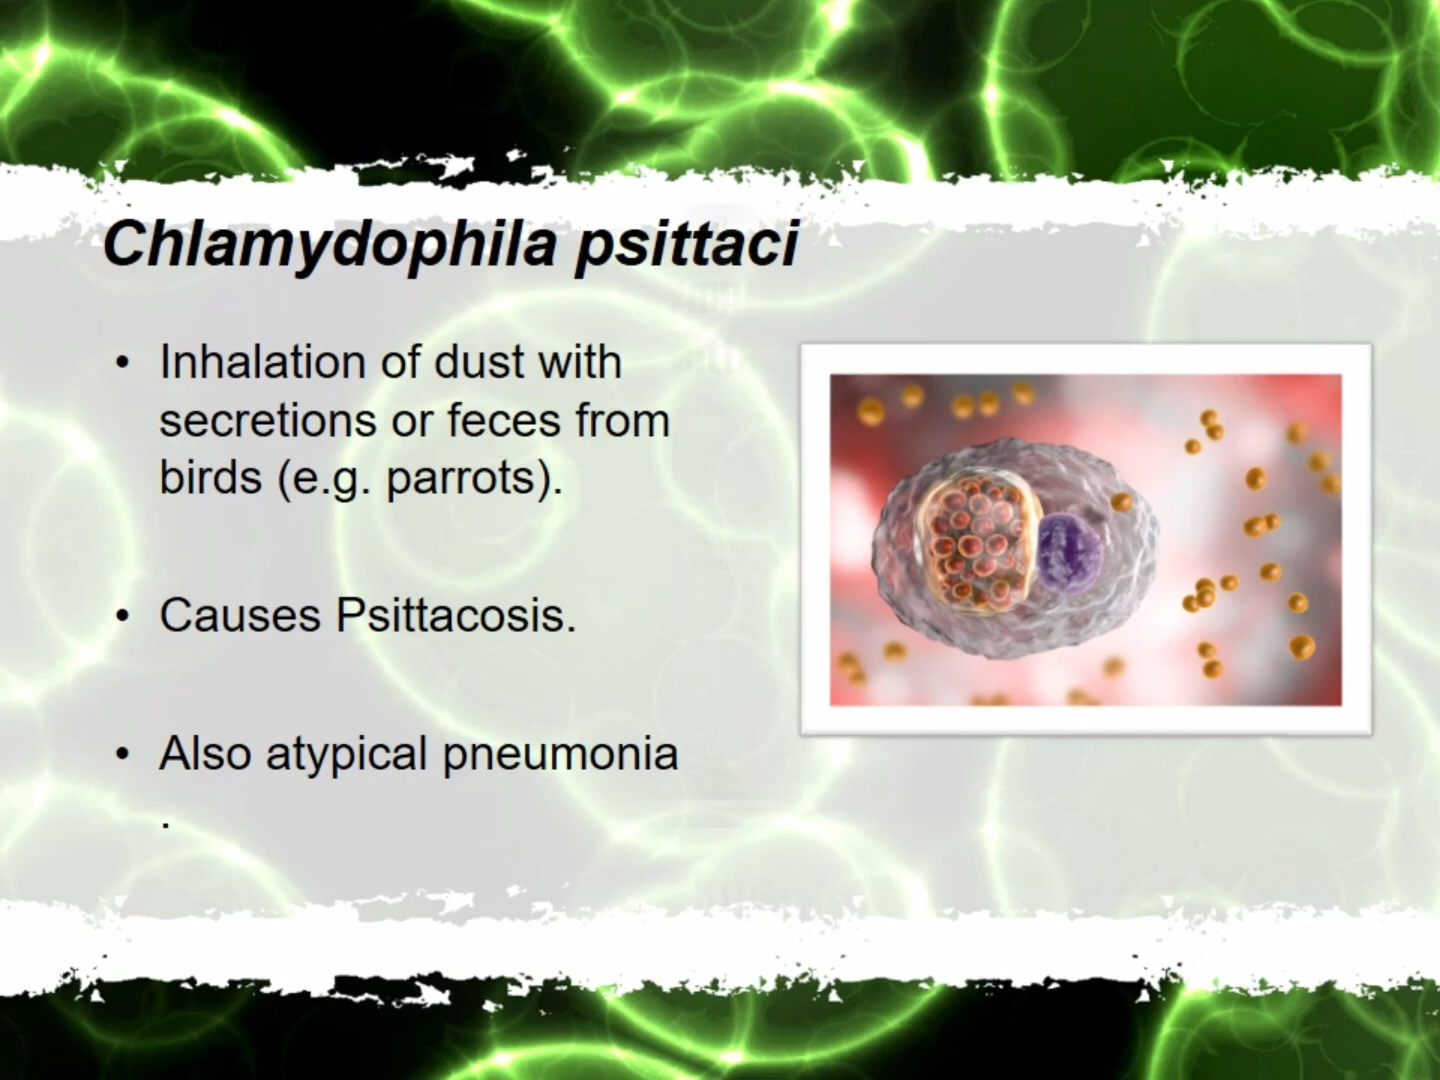 Chlamydophila psittaci
• Inhalation of dust with
secretions or feces from
birds (e.g. parrots).
• Causes Psittacosis.
• Also atypical pneumonia
.